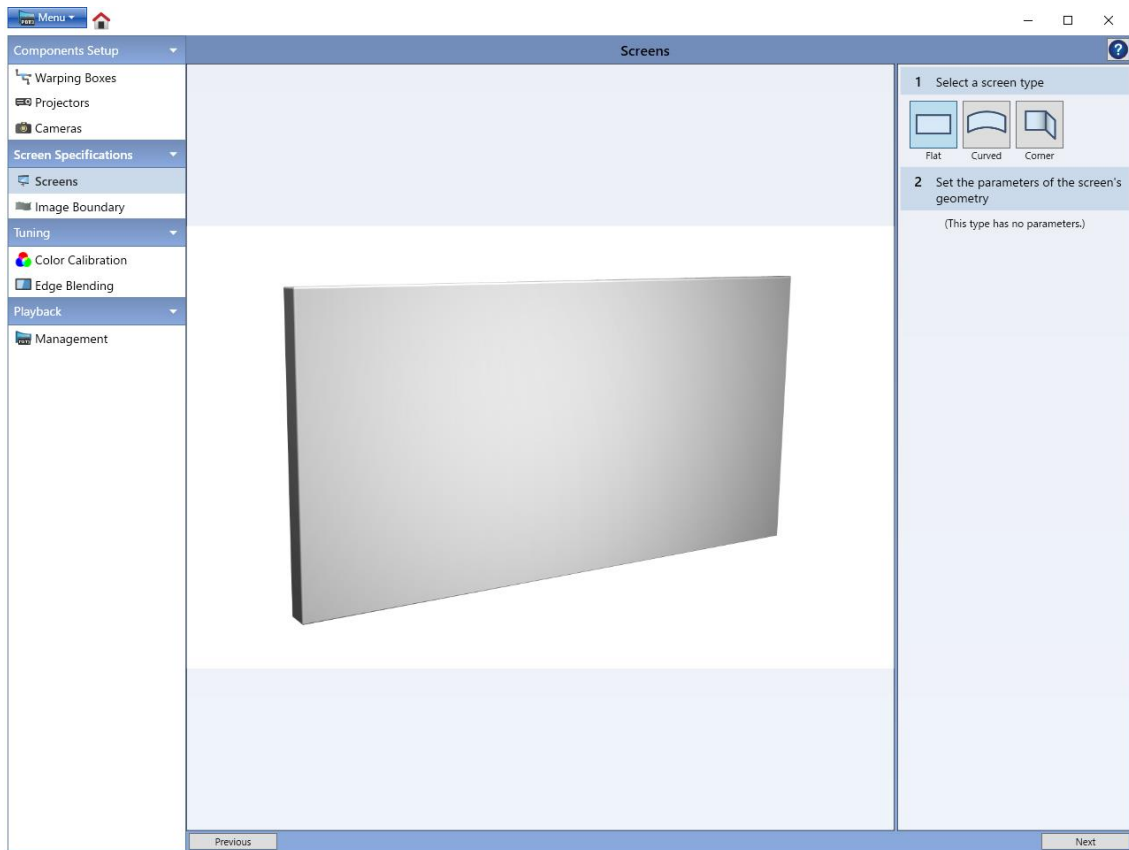 Menu
Components Setup
Screens
?
Warping Boxes
Projectors
Cameras
Screen Specifications
Screens
Image Boundary
Tuning
Color Calibration
Edge Blending
Playback
Management
1 Select a screen type
Flat Curved Corner
2 Set the parameters of the screen's
geometry
(This type has no parameters.)
Previous
Next